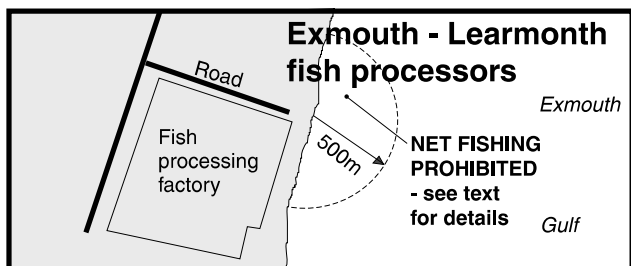 Exmouth - Learmonth
fish processors
Road
Exmouth
Fish
processing
factory
500m
NET FISHING
PROHIBITED
- see text
for details
Gulf